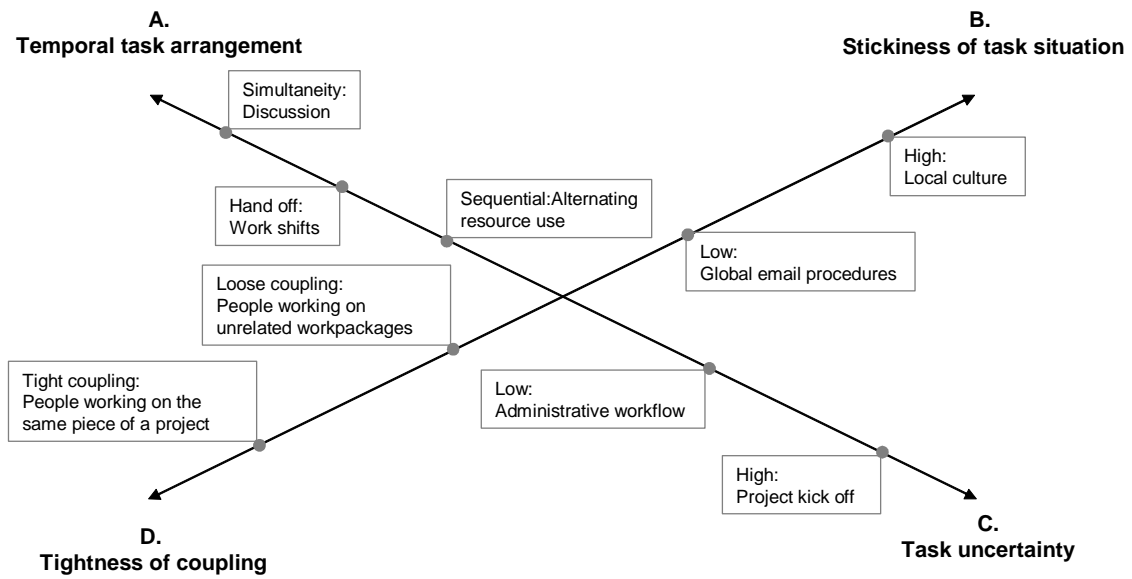 A.
Temporal task arrangement
B.
Stickiness of task situation
Simultaneity:
Discussion
High:
Local culture
Hand off:
Work shifts
Sequential:Alternating
resource use
Low:
Global email procedures
Loose coupling:
People working on
unrelated workpackages
Tight coupling:
People working on the
same piece of a project
Low:
Administrative workflow
High:
Project kick off
D.
Tightness of coupling
C.
Task uncertainty